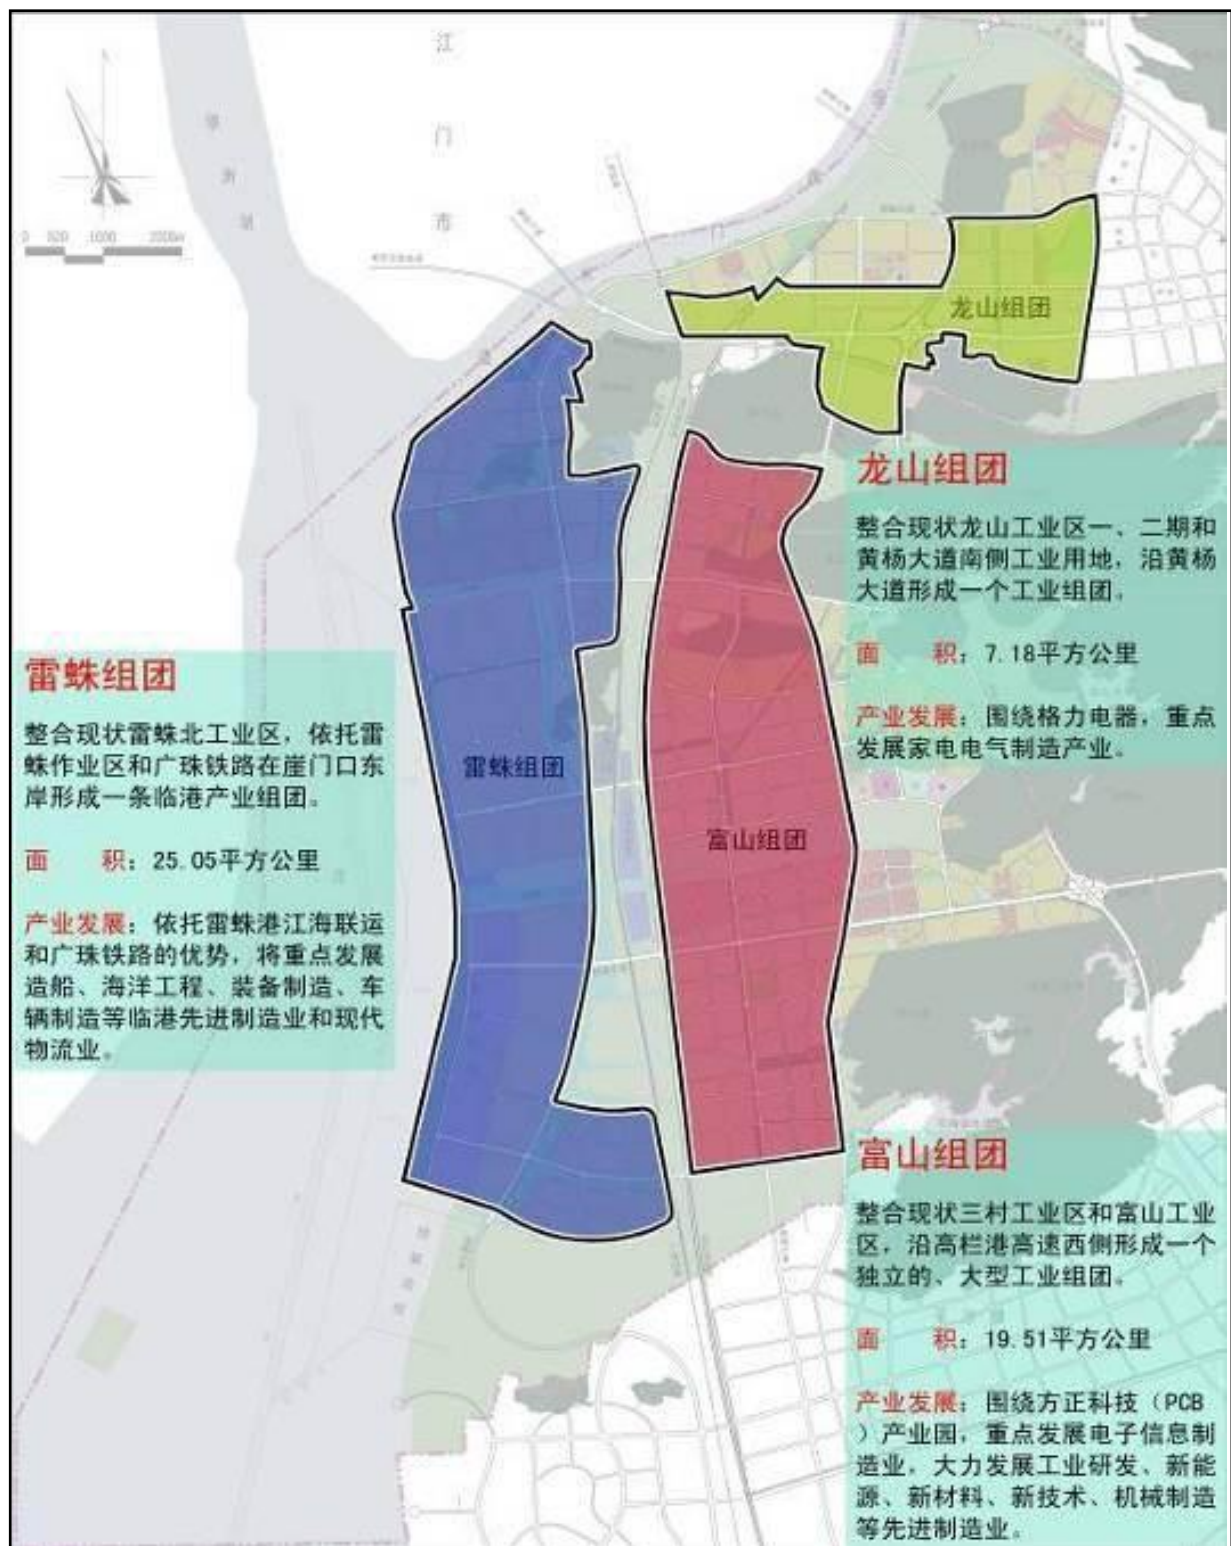 江
门
市
0 500 1000 2000m
龙山组团
龙山组团
整合现状龙山工业区一、二期和
黄杨大道南侧工业用地，沿黄杨
大道形成一个工业组团。
面 积：7.18平方公里
产业发展：围绕格力电器，重点
发展家电电气制造产业。
雷蛛组团
整合现状雷蛛北工业区，依托雷
蛛作业区和广珠铁路在崖门口东
岸形成一条临港产业组团。
面 积：25.05平方公里
产业发展：依托雷蛛港江海联运
和广珠铁路的优势，将重点发展
造船、海洋工程、装备制造、车
辆制造等临港先进制造业和现代
物流业。
雷蛛组团
富山组团
富山组团
整合现状三村工业区和富山工业
区，沿高栏港高速西侧形成一个
独立的、大型工业组团。
面 积：19.51平方公里
产业发展：围绕方正科技（PCB
）产业园，重点发展电子信息制
造业，大力发展工业研发、新能
源、新材料、新技术、机械制造
等先进制造业。